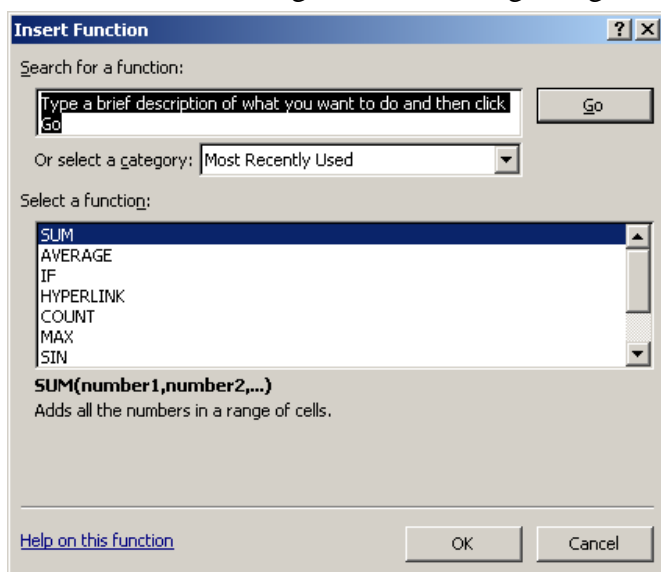 Insert Function
Search for a function:
Type a brief description of what you want to do and then click
Go
Go
Or select a category: Most Recently Used
Select a function:
SUM
AVERAGE
IF
HYPERLINK
COUNT
MAX
SIN
SUM(number1,number2,...)
Adds all the numbers in a range of cells.
Help on this function
OK
Cancel